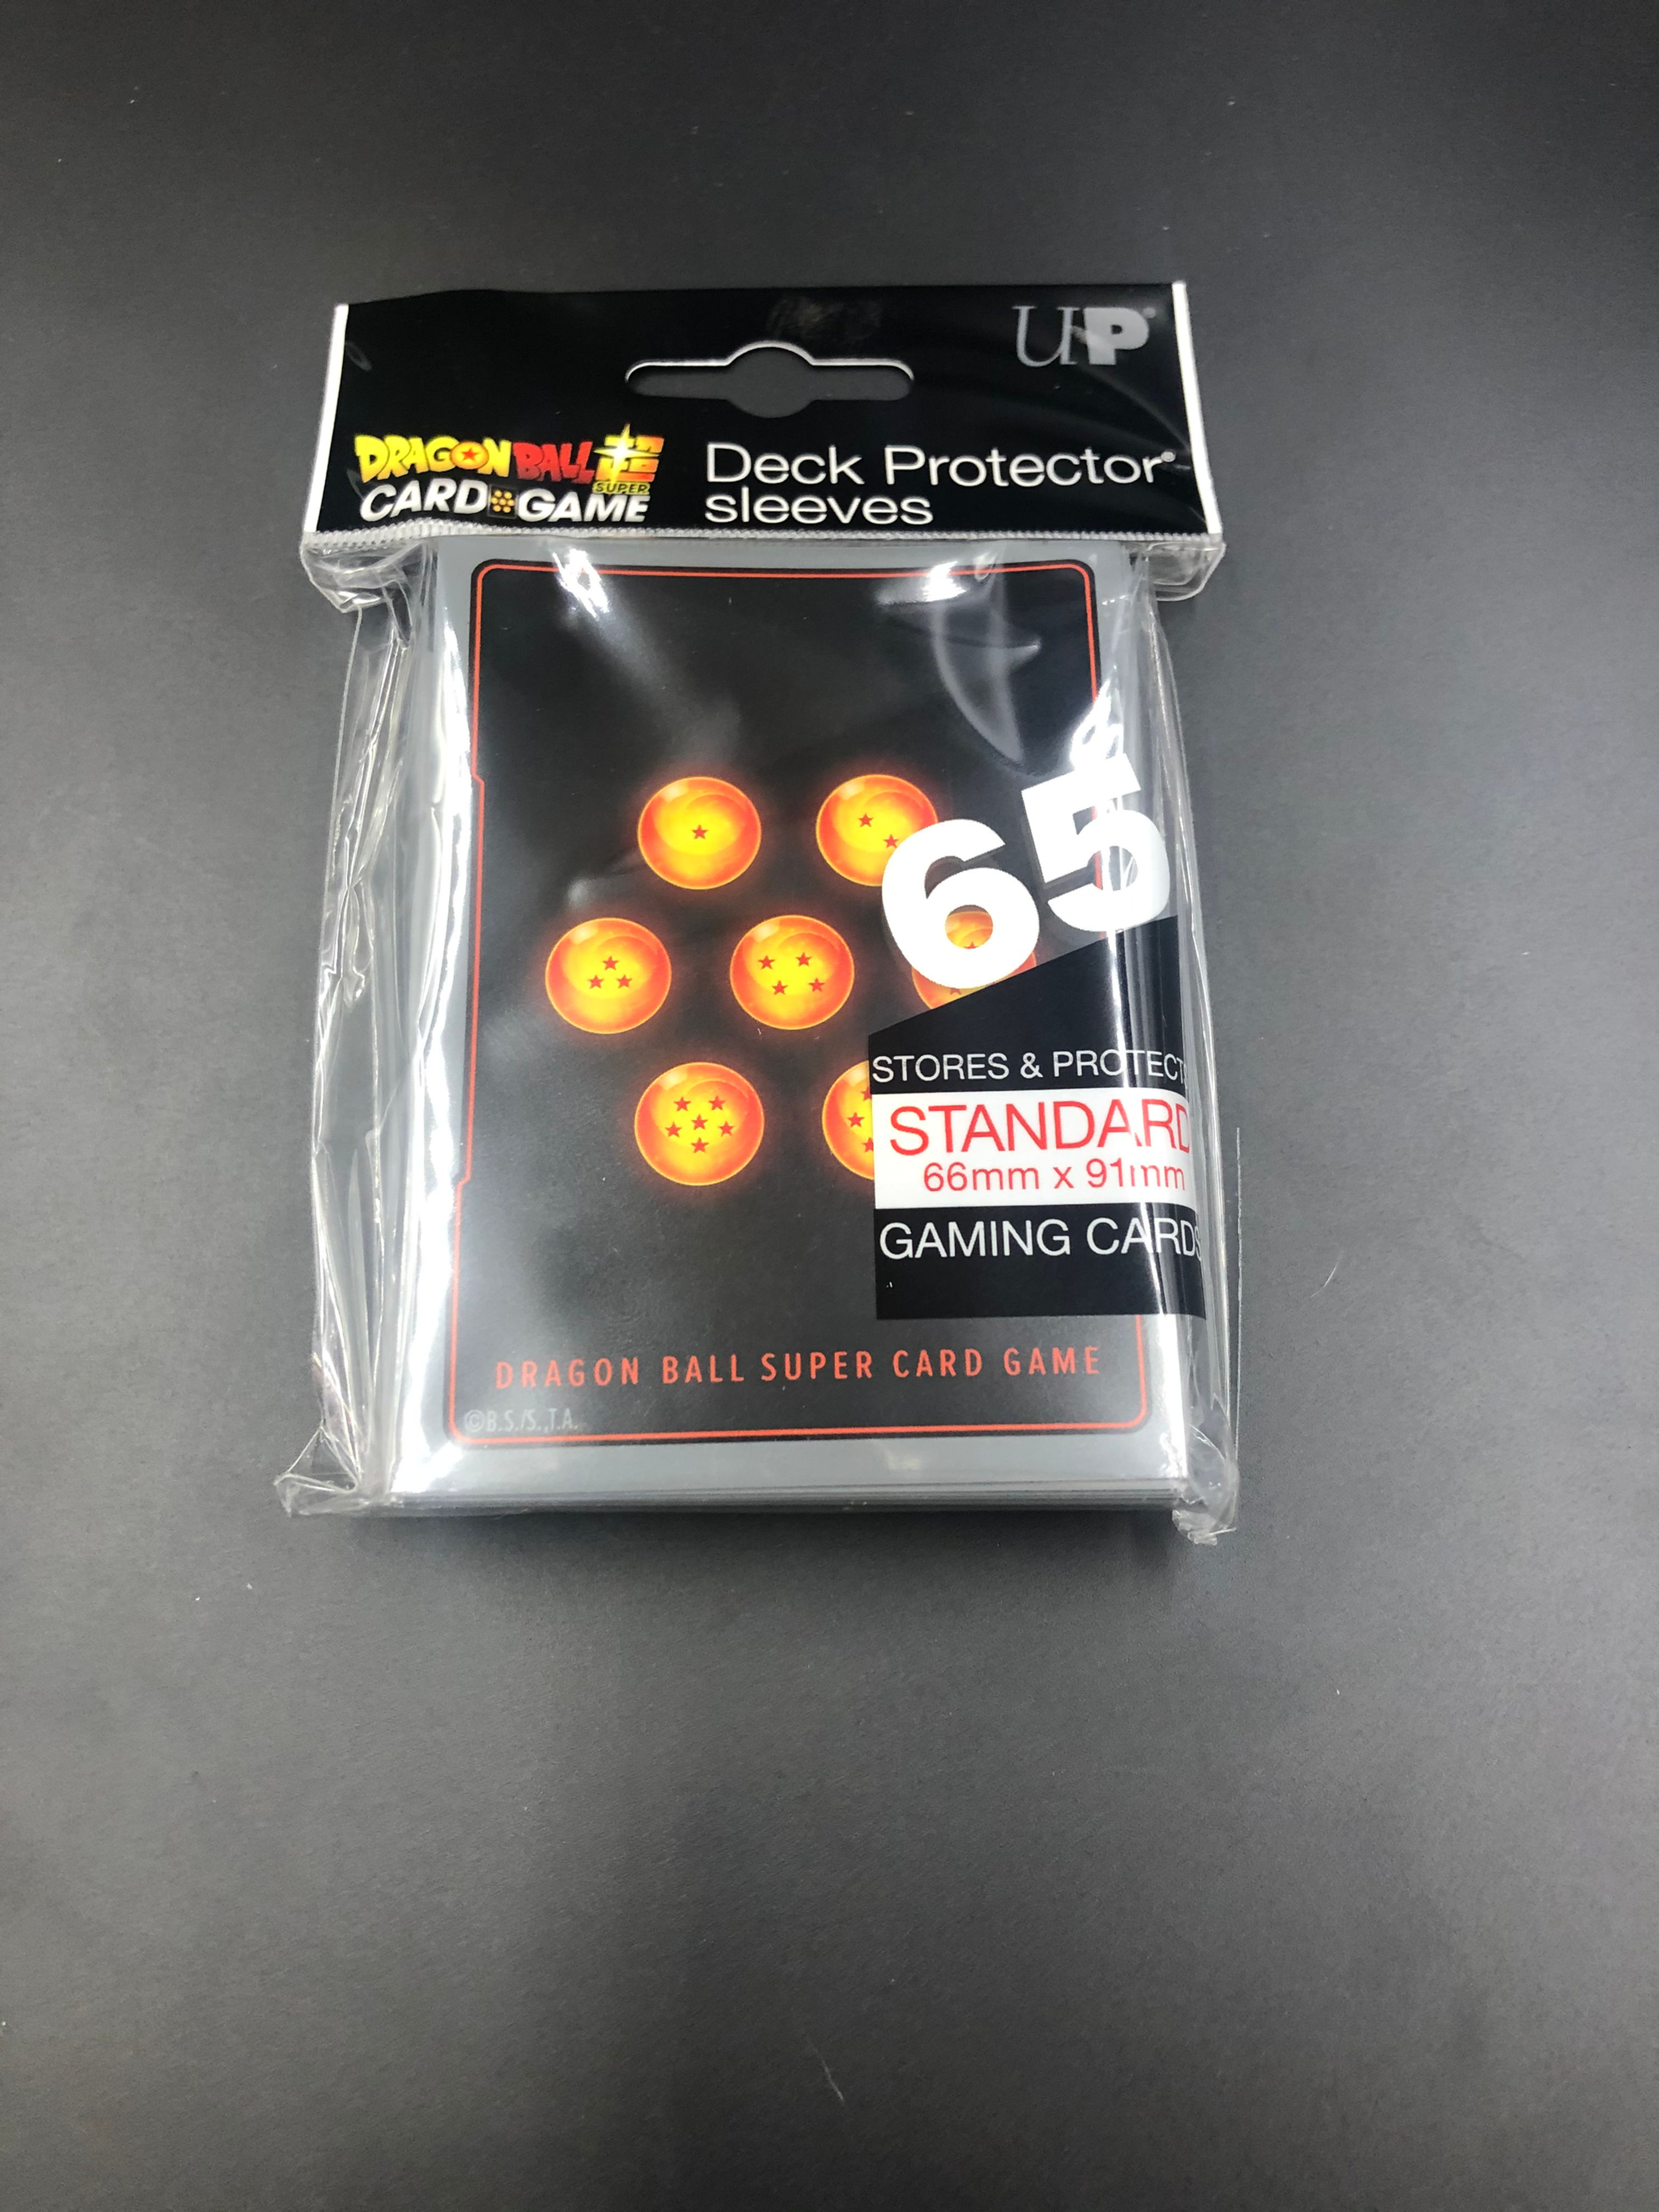 UP®
DRAGON BALL 超
SUPER
CARD GAME
Deck Protector®
sleeves
65
STORES & PROTECTS
STANDARD
66mm x 91mm
GAMING CARDS
DRAGON BALL SUPER CARD GAME
©B.S./S.,T.A.